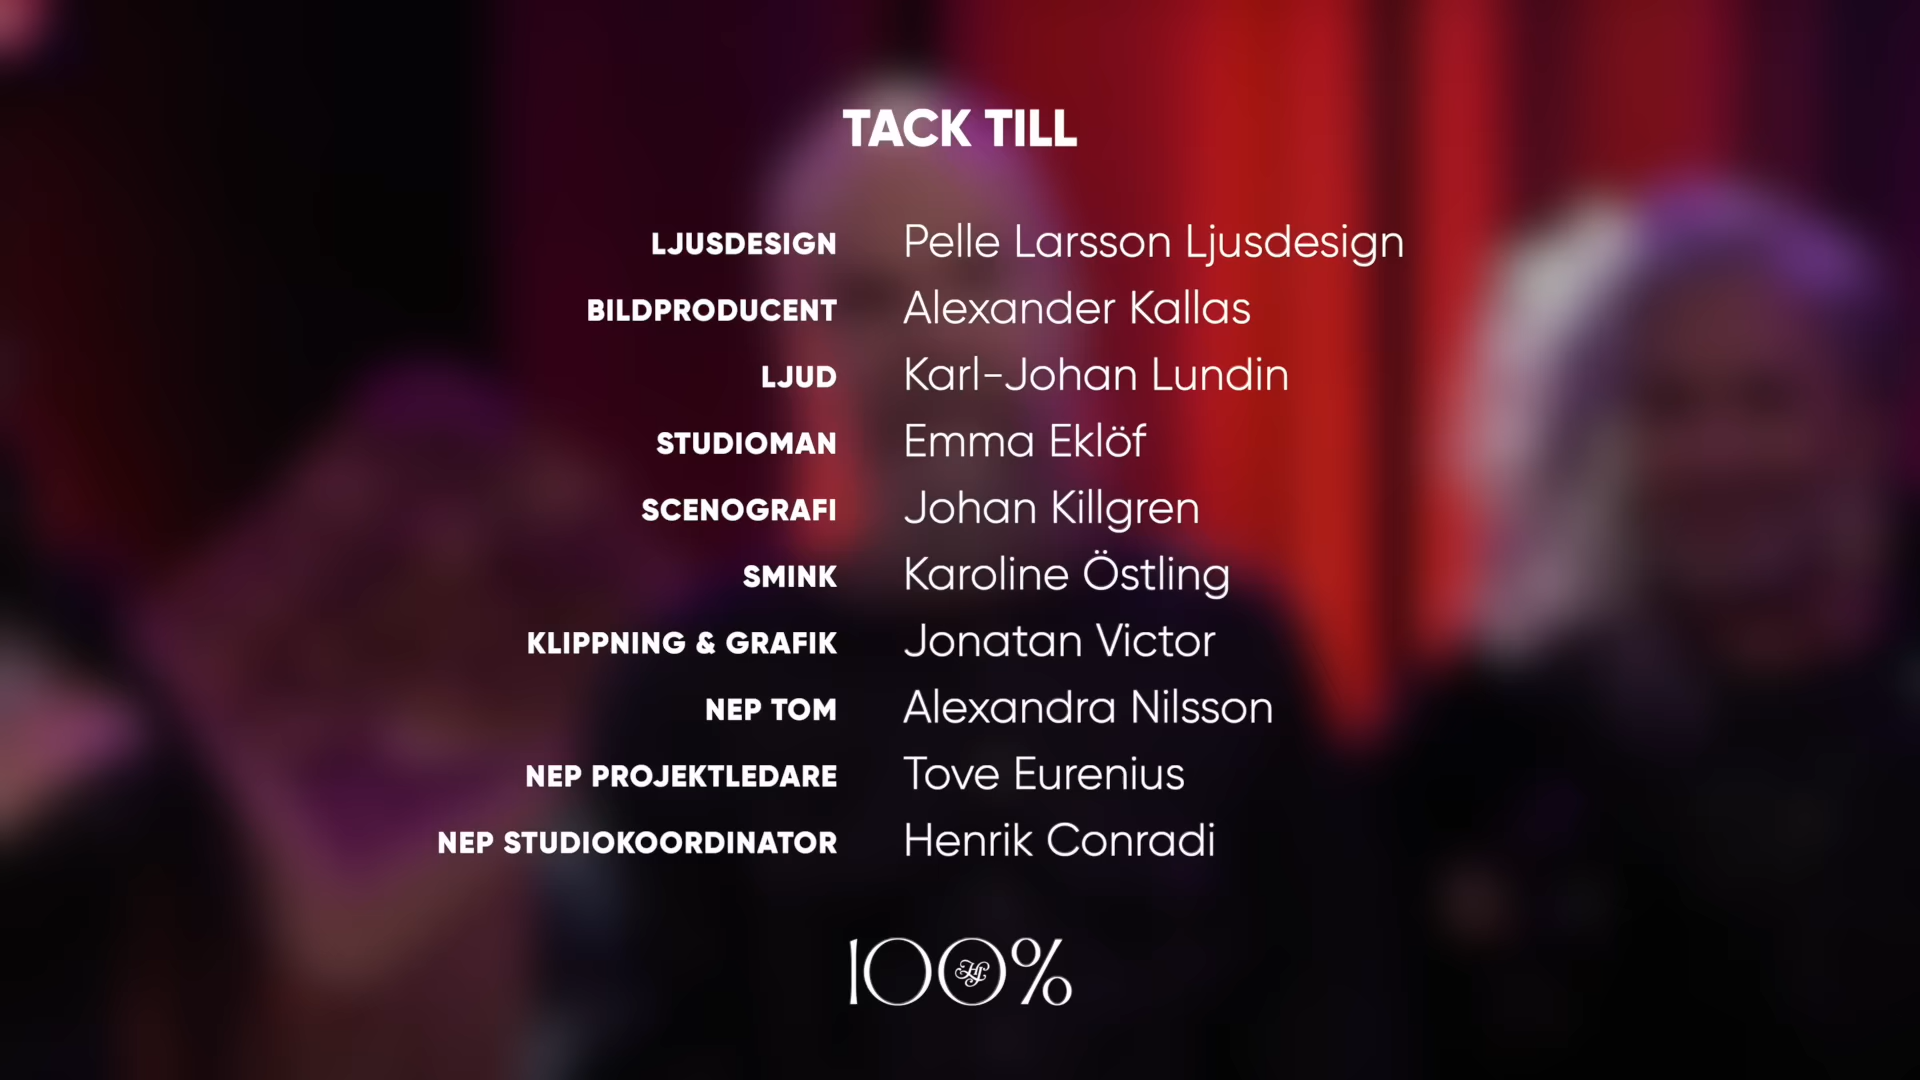 TACK TILL
LJUSDESIGN Pelle Larsson Ljusdesign
BILDPRODUCENT Alexander Kallas
LJUD Karl-Johan Lundin
STUDIOMAN Emma Eklöf
SCENOGRAFI Johan Killgren
SMINK Karoline Östling
KLIPPNING & GRAFIK Jonatan Victor
NEP TOM Alexandra Nilsson
NEP PROJEKTLEDARE Tove Eurenius
NEP STUDIOKOORDINATOR Henrik Conradi
100%